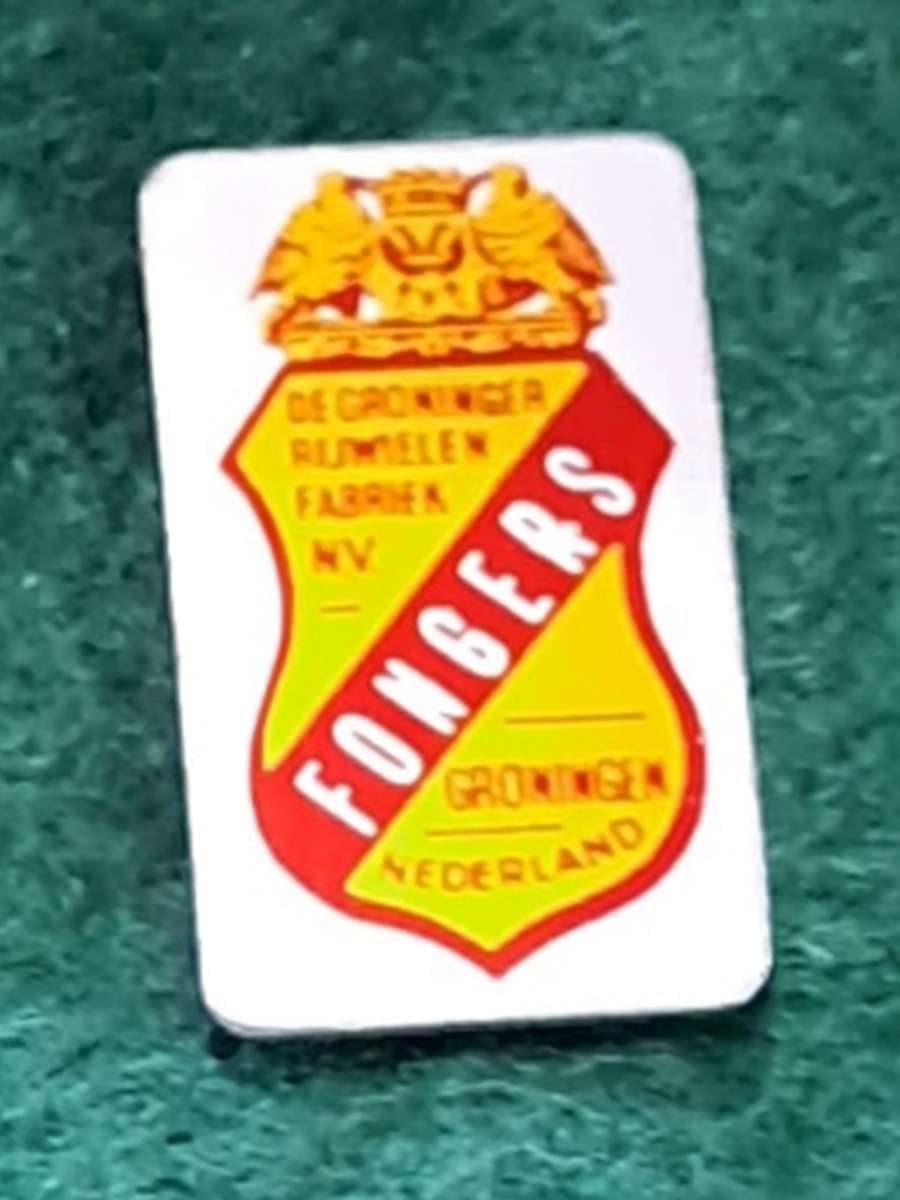 DE GRONINGER
RIJWIELEN
FABRIEK
N.V.
FONGERS
GRONINGEN
NEDERLAND